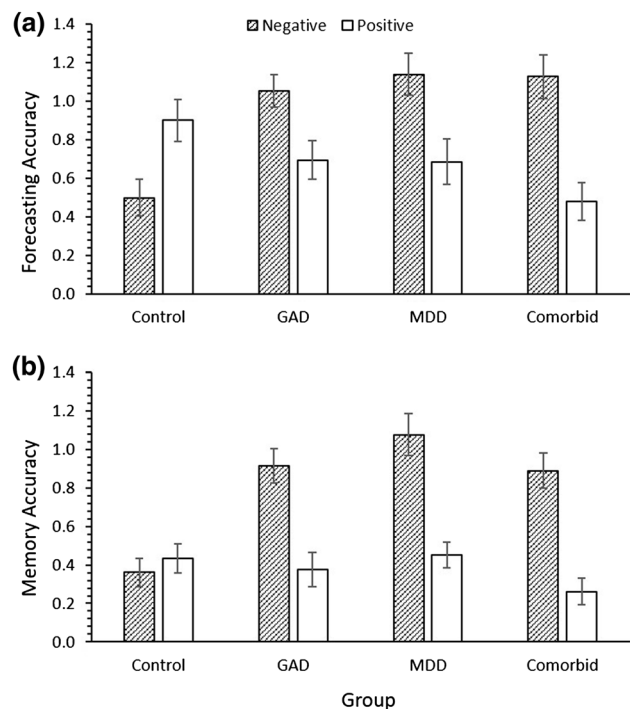 (a)
Negative Positive
Forecasting Accuracy
1.4
1.2
1.0
0.8
0.6
0.4
0.2
0.0
Control GAD MDD Comorbid
(b)
Memory Accuracy
1.4
1.2
1.0
0.8
0.6
0.4
0.2
0.0
Control GAD MDD Comorbid
Group